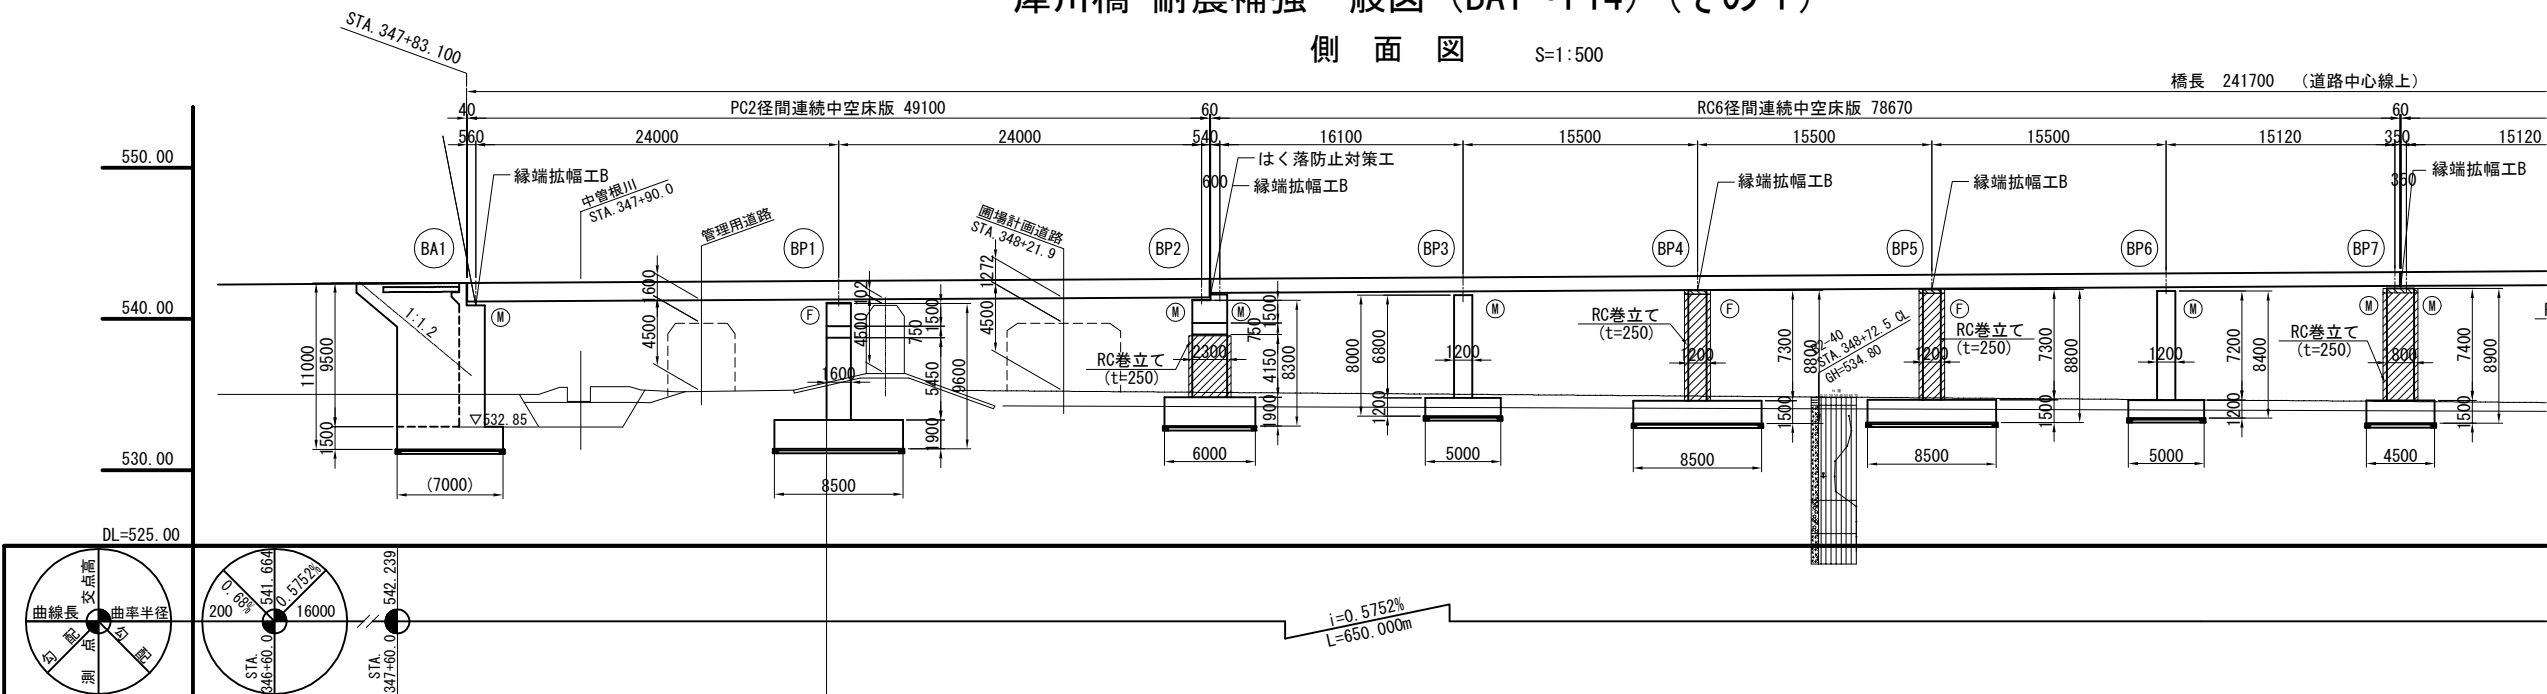 側 面 図 S=1:500
STA.347+83.100
橋長 241700 （道路中心線上）
40 PC2径間連続中空床版 49100 60 RC6径間連続中空床版 78670 60
560 24000 24000 540 16100 15500 15500 15500 15120 350 15120
はく落防止対策工
600
縁端拡幅工B
縁端拡幅工B
縁端拡幅工B
縁端拡幅工B
350
縁端拡幅工B
中曽根川
STA.347+90.0
管理用道路
圃場計画道路
STA.348+21.9
550.00
540.00
530.00
DL=525.00
BA1
BP1
BP2
BP3
BP4
BP5
BP6
BP7
M
F
M
M
M
F
F
M
M
M
1:1.2
11000
9500
1500
(7000)
▽532.85
1600
4500
102
4500
1500
750
1600
5450
9600
1900
8500
1272
4500
RC巻立て
(t=250)
2300
1500
750
4150
8300
1900
6000
8000
6800
1200
1200
5000
RC巻立て
(t=250)
1200
7300
8800
1500
8500
STA.348+72.5 CL
GH=534.80
1200
RC巻立て
(t=250)
7300
8800
1500
8500
1200
7200
8400
1200
5000
RC巻立て
(t=250)
800
7400
8900
1500
4500
交点高
曲線長
曲率半径
勾配
測点
勾配
541.664
0.68%
0.5752%
200
16000
STA.
346+60.0
542.239
STA.
347+60.0
i=0.5752%
L=650.000m